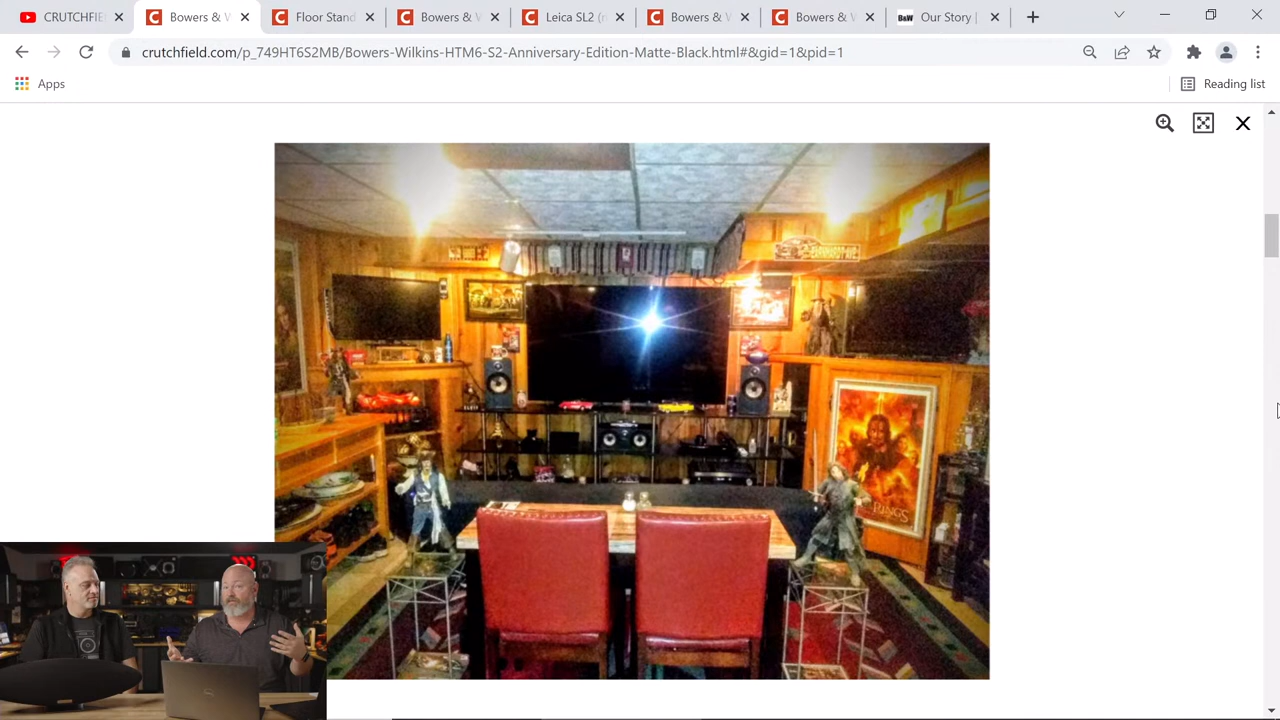 CRUTCHFIE
Bowers & W
Floor Stand
Bowers & W
Leica SL2 (r
Bowers & W
Bowers & W
B&W
Our Story |
crutchfield.com/p_749HT6S2MB/Bowers-Wilkins-HTM6-S2-Anniversary-Edition-Matte-Black.html#&gid=1&pid=1
Apps
Reading list
RINGS